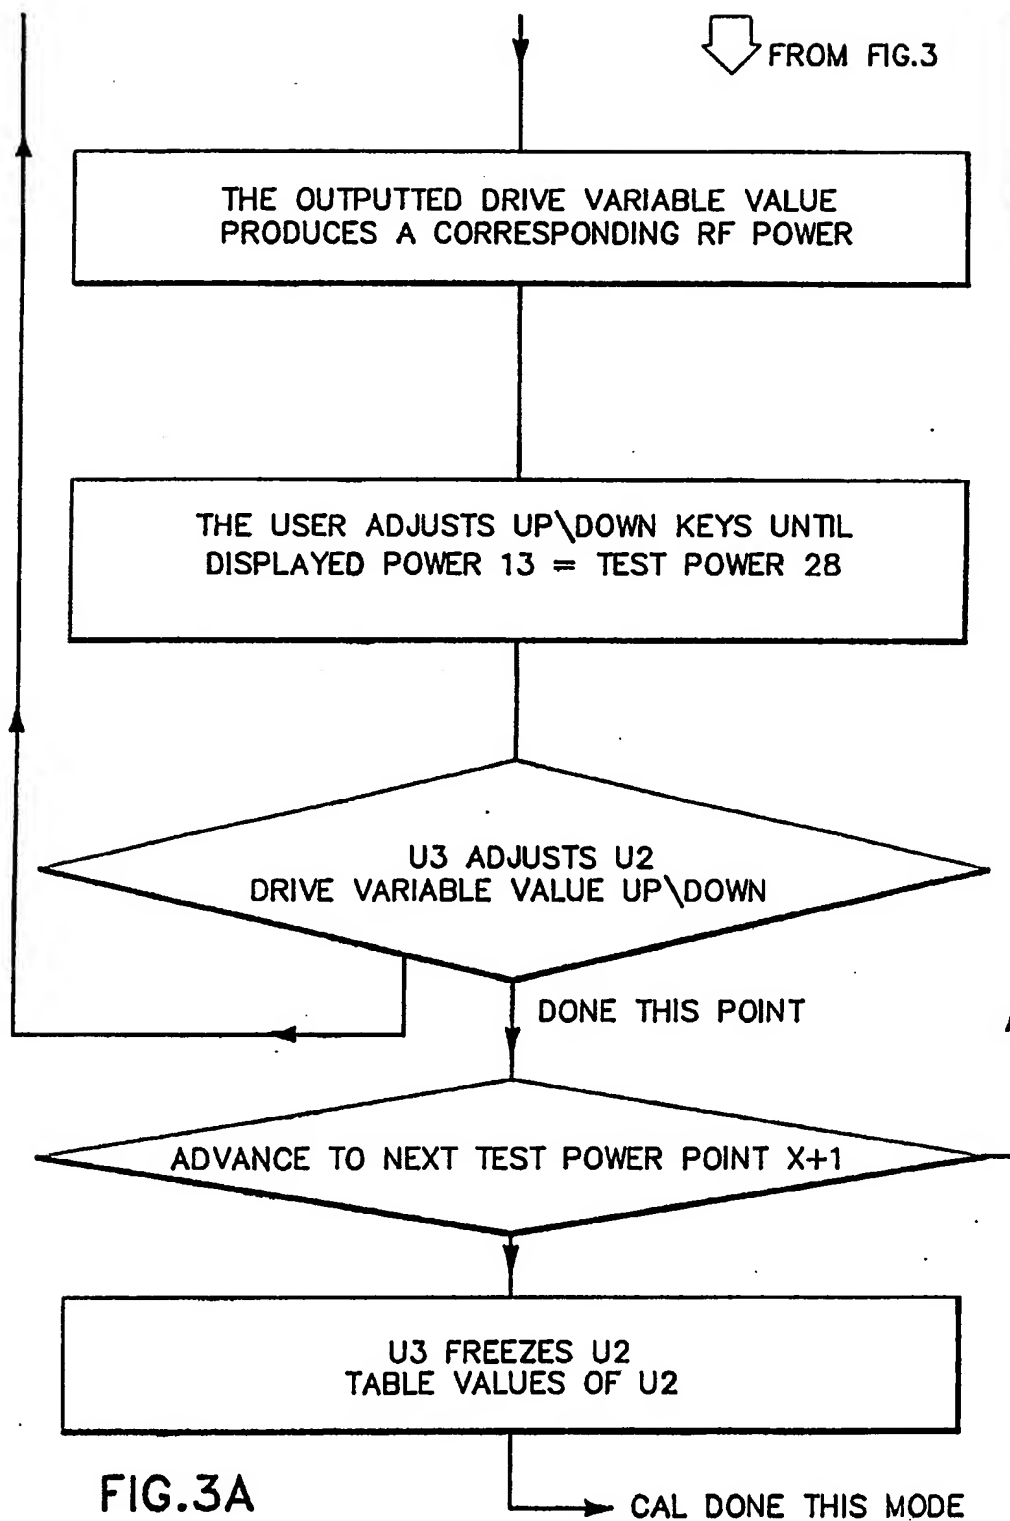 FROM FIG.3
THE OUTPUTTED DRIVE VARIABLE VALUE
PRODUCES A CORRESPONDING RF POWER
THE USER ADJUSTS UP\DOWN KEYS UNTIL
DISPLAYED POWER 13 = TEST POWER 28
U3 ADJUSTS U2
DRIVE VARIABLE VALUE UP\DOWN
DONE THIS POINT
ADVANCE TO NEXT TEST POWER POINT X+1
U3 FREEZES U2
TABLE VALUES OF U2
FIG.3A
CAL DONE THIS MODE